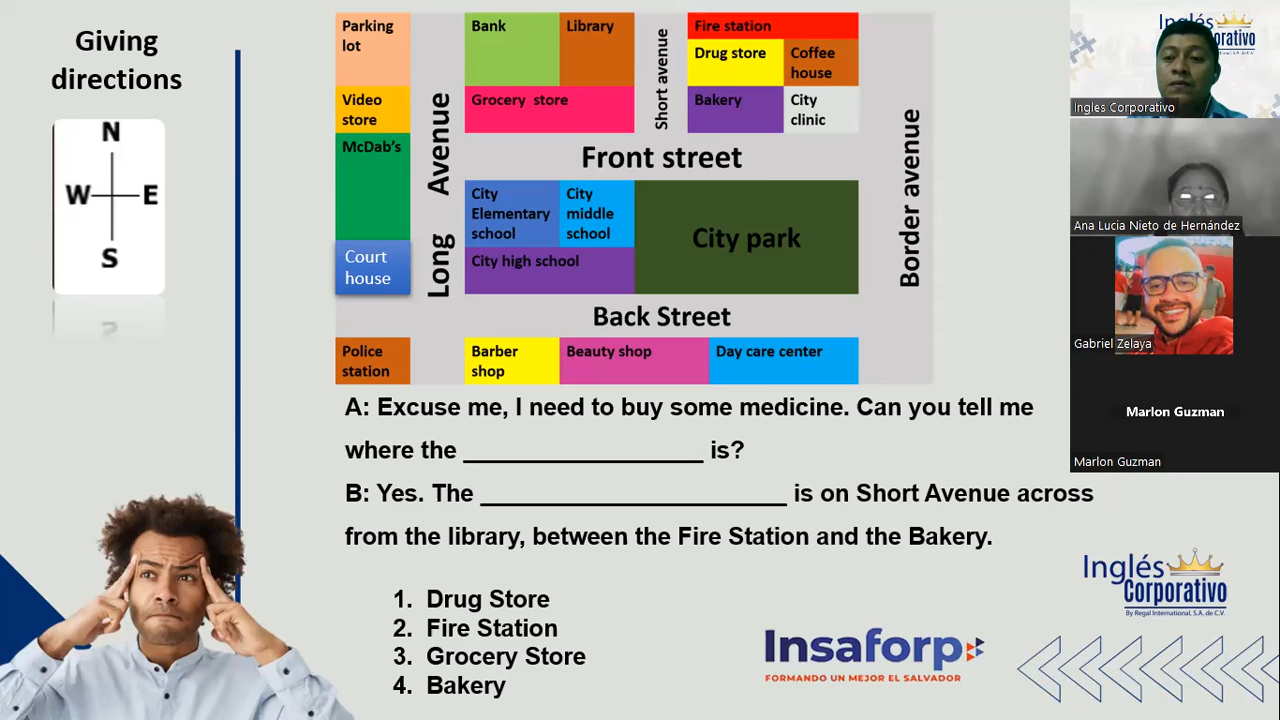 Giving
directions
N
W
E
S
Parking
lot
Video
store
McDab's
Court
house
Police
station
Long Avenue
Bank
Library
Grocery store
Short avenue
Fire station
Drug store
Coffee
house
Bakery
City
clinic
Front street
City
Elementary
school
City
middle
school
City high school
City park
Border avenue
Back Street
Barber
shop
Beauty shop
Day care center
A: Excuse me, I need to buy some medicine. Can you tell me
where the __________________ is?
B: Yes. The _______________________ is on Short Avenue across
from the library, between the Fire Station and the Bakery.
1. Drug Store
2. Fire Station
3. Grocery Store
4. Bakery
Insaforp
FORMANDO UN MEJOR EL SALVADOR
Inglés
Corporativo
By Regal International, S.A. de C.V.
Inglés
Ingles Corporativo
Ana Lucia Nieto de Hernández
Gabriel Zelaya
Marlon Guzman
Marlon Guzman